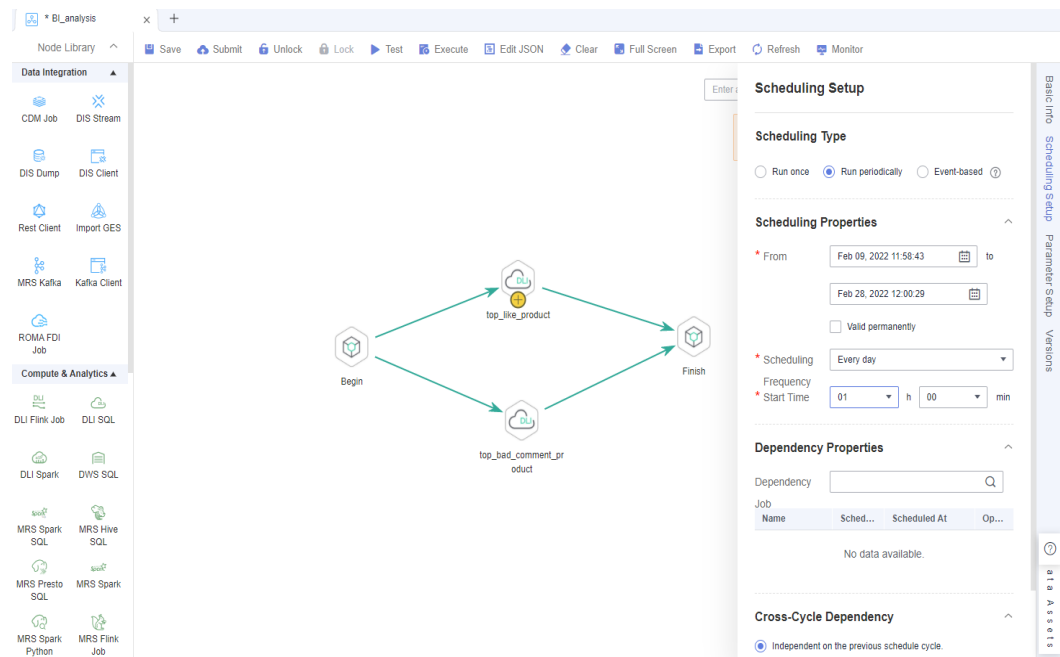 * BI_analysis
Node Library
Save Submit Unlock Lock Test Execute Edit JSON Clear Full Screen Export Refresh Monitor
Data Integration
CDM Job DIS Stream
DIS Dump DIS Client
Rest Client Import GES
MRS Kafka Kafka Client
ROMA FDI
Job
Compute & Analytics
DLI
DLI Flink Job DLI SQL
DLI Spark DWS SQL
MRS Spark
SQL
MRS Hive
SQL
MRS Presto
SQL
MRS Spark
MRS Spark
Python
MRS Flink
Job
Begin
DLI
top_like_product
DLI
top_bad_comment_pr
oduct
Finish
Enter
Scheduling Setup
Scheduling Type
Run once Run periodically Event-based ?
Scheduling Properties
* From Feb 09, 2022 11:58:43 to
Feb 28, 2022 12:00:29
Valid permanently
* Scheduling Every day
Frequency
* Start Time 01 h 00 min
Dependency Properties
Dependency
Job
Name Sched... Scheduled At Op...
No data available.
Cross-Cycle Dependency
Independent on the previous schedule cycle.
Basic Info
Scheduling Setup
Parameter Setup
Versions
?
ata Assets